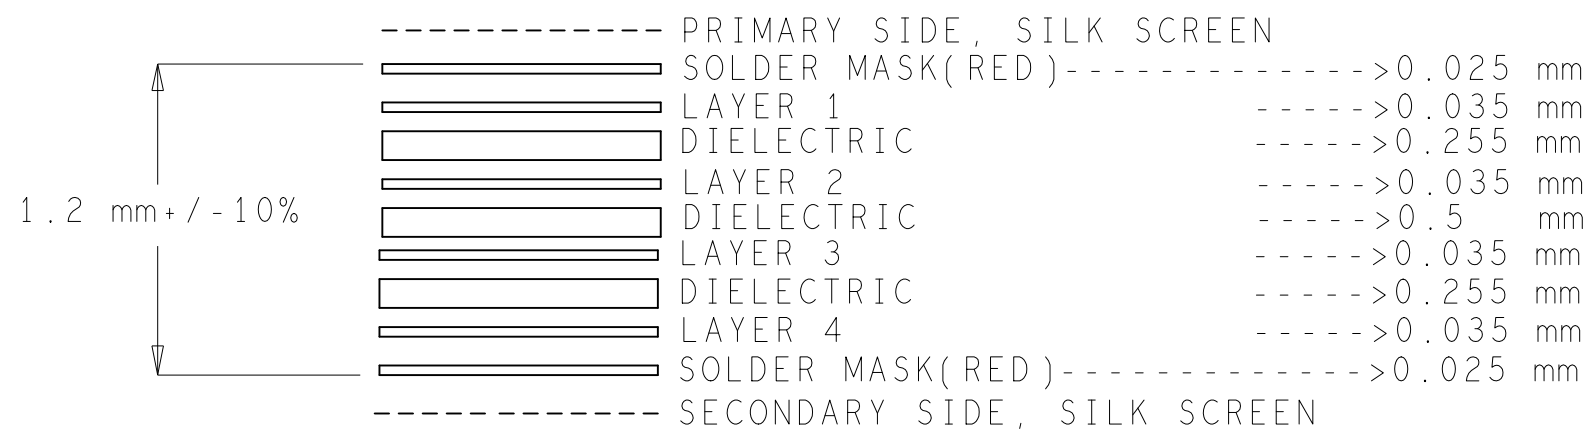 PRIMARY SIDE, SILK SCREEN
SOLDER MASK(RED)------------->0.025 mm
LAYER 1 ----->0.035 mm
DIELECTRIC ----->0.255 mm
LAYER 2 ----->0.035 mm
1.2 mm+/-10%
DIELECTRIC ----->0.5 mm
LAYER 3 ----->0.035 mm
DIELECTRIC ----->0.255 mm
LAYER 4 ----->0.035 mm
SOLDER MASK(RED)------------->0.025 mm
SECONDARY SIDE, SILK SCREEN